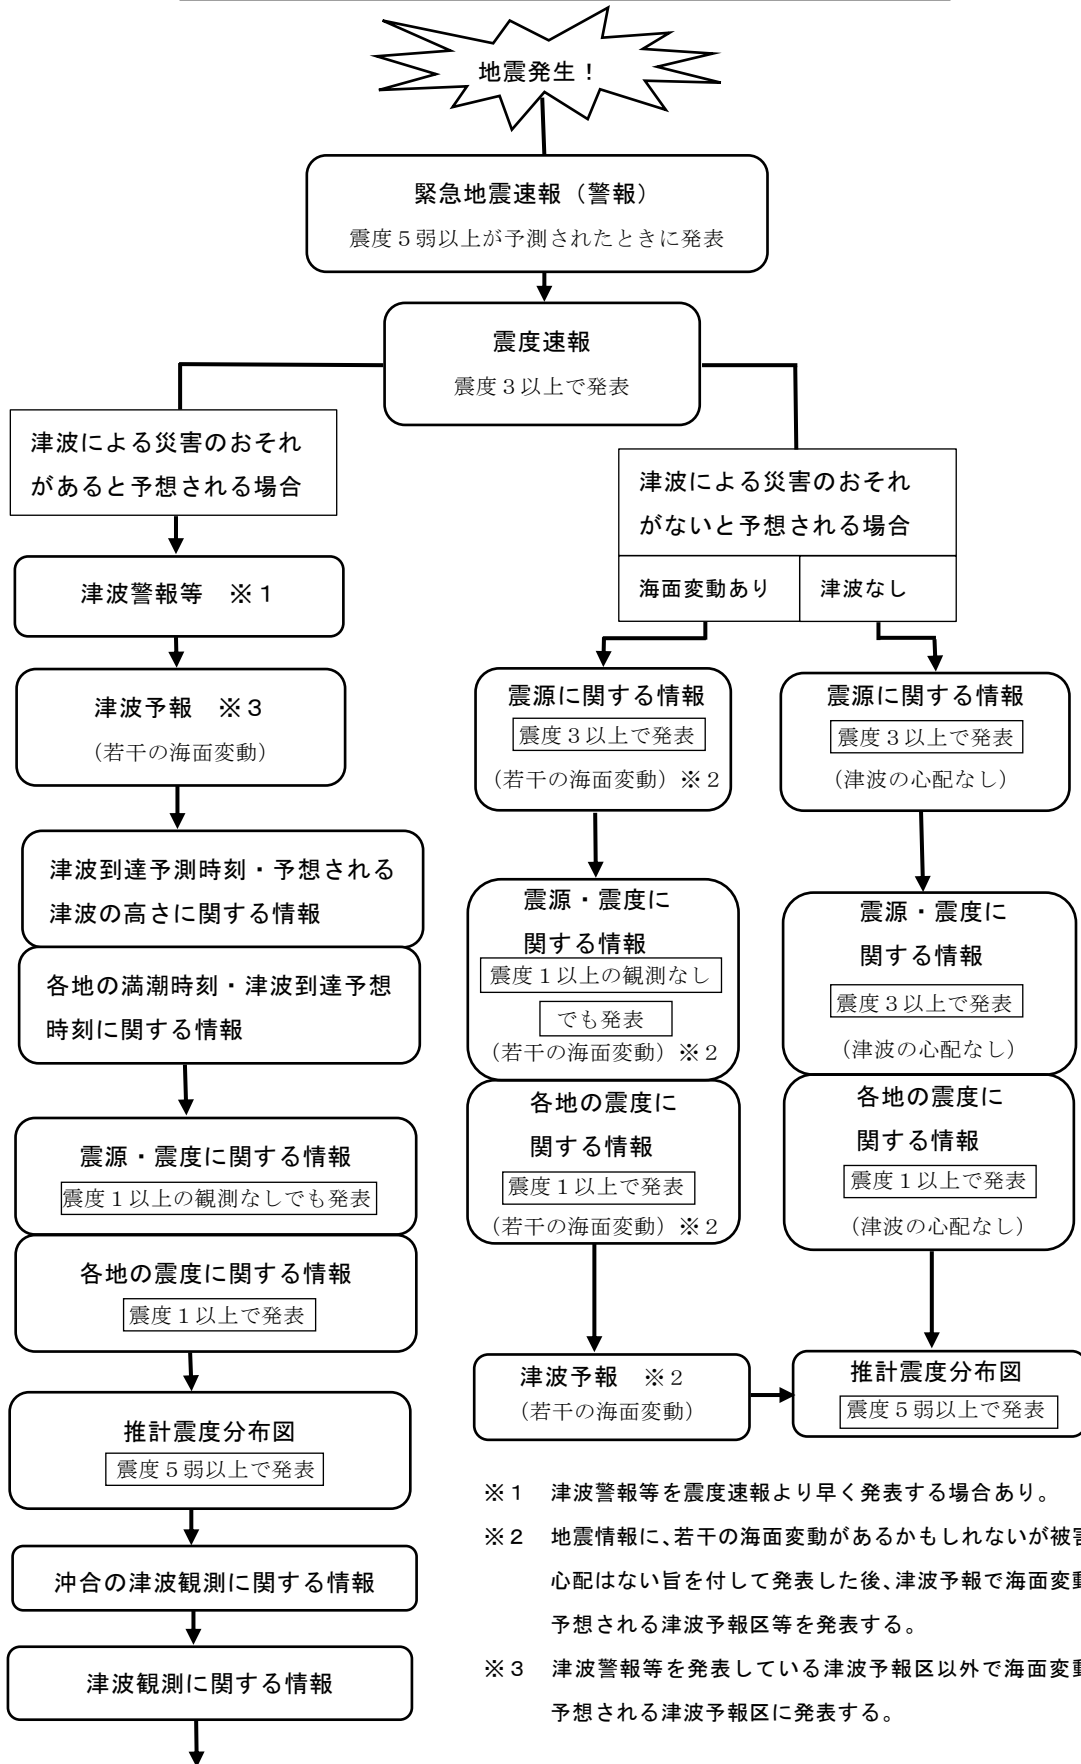 地震発生！
緊急地震速報（警報）
震度５弱以上が予測されたときに発表
震度速報
震度３以上で発表
津波による災害のおそれ
があると予想される場合
津波警報等　※１
津波予報　※３
（若干の海面変動）
津波到達予測時刻・予想される
津波の高さに関する情報
各地の満潮時刻・津波到達予想
時刻に関する情報
震源・震度に関する情報
震度１以上の観測なしでも発表
各地の震度に関する情報
震度１以上で発表
推計震度分布図
震度５弱以上で発表
沖合の津波観測に関する情報
津波観測に関する情報
津波による災害のおそれ
がないと予想される場合
海面変動あり
津波なし
震源に関する情報
震度３以上で発表
（若干の海面変動）※２
震源・震度に
関する情報
震度１以上の観測なし
でも発表
（若干の海面変動）※２
各地の震度に
関する情報
震度１以上で発表
（若干の海面変動）※２
津波予報　※２
（若干の海面変動）
震源に関する情報
震度３以上で発表
（津波の心配なし）
震源・震度に
関する情報
震度３以上で発表
（津波の心配なし）
各地の震度に
関する情報
震度１以上で発表
（津波の心配なし）
推計震度分布図
震度５弱以上で発表
※１　津波警報等を震度速報より早く発表する場合あり。
※２　地震情報に、若干の海面変動があるかもしれないが被害
心配はない旨を付して発表した後、津波予報で海面変動
予想される津波予報区等を発表する。
※３　津波警報等を発表している津波予報区以外で海面変動
予想される津波予報区に発表する。